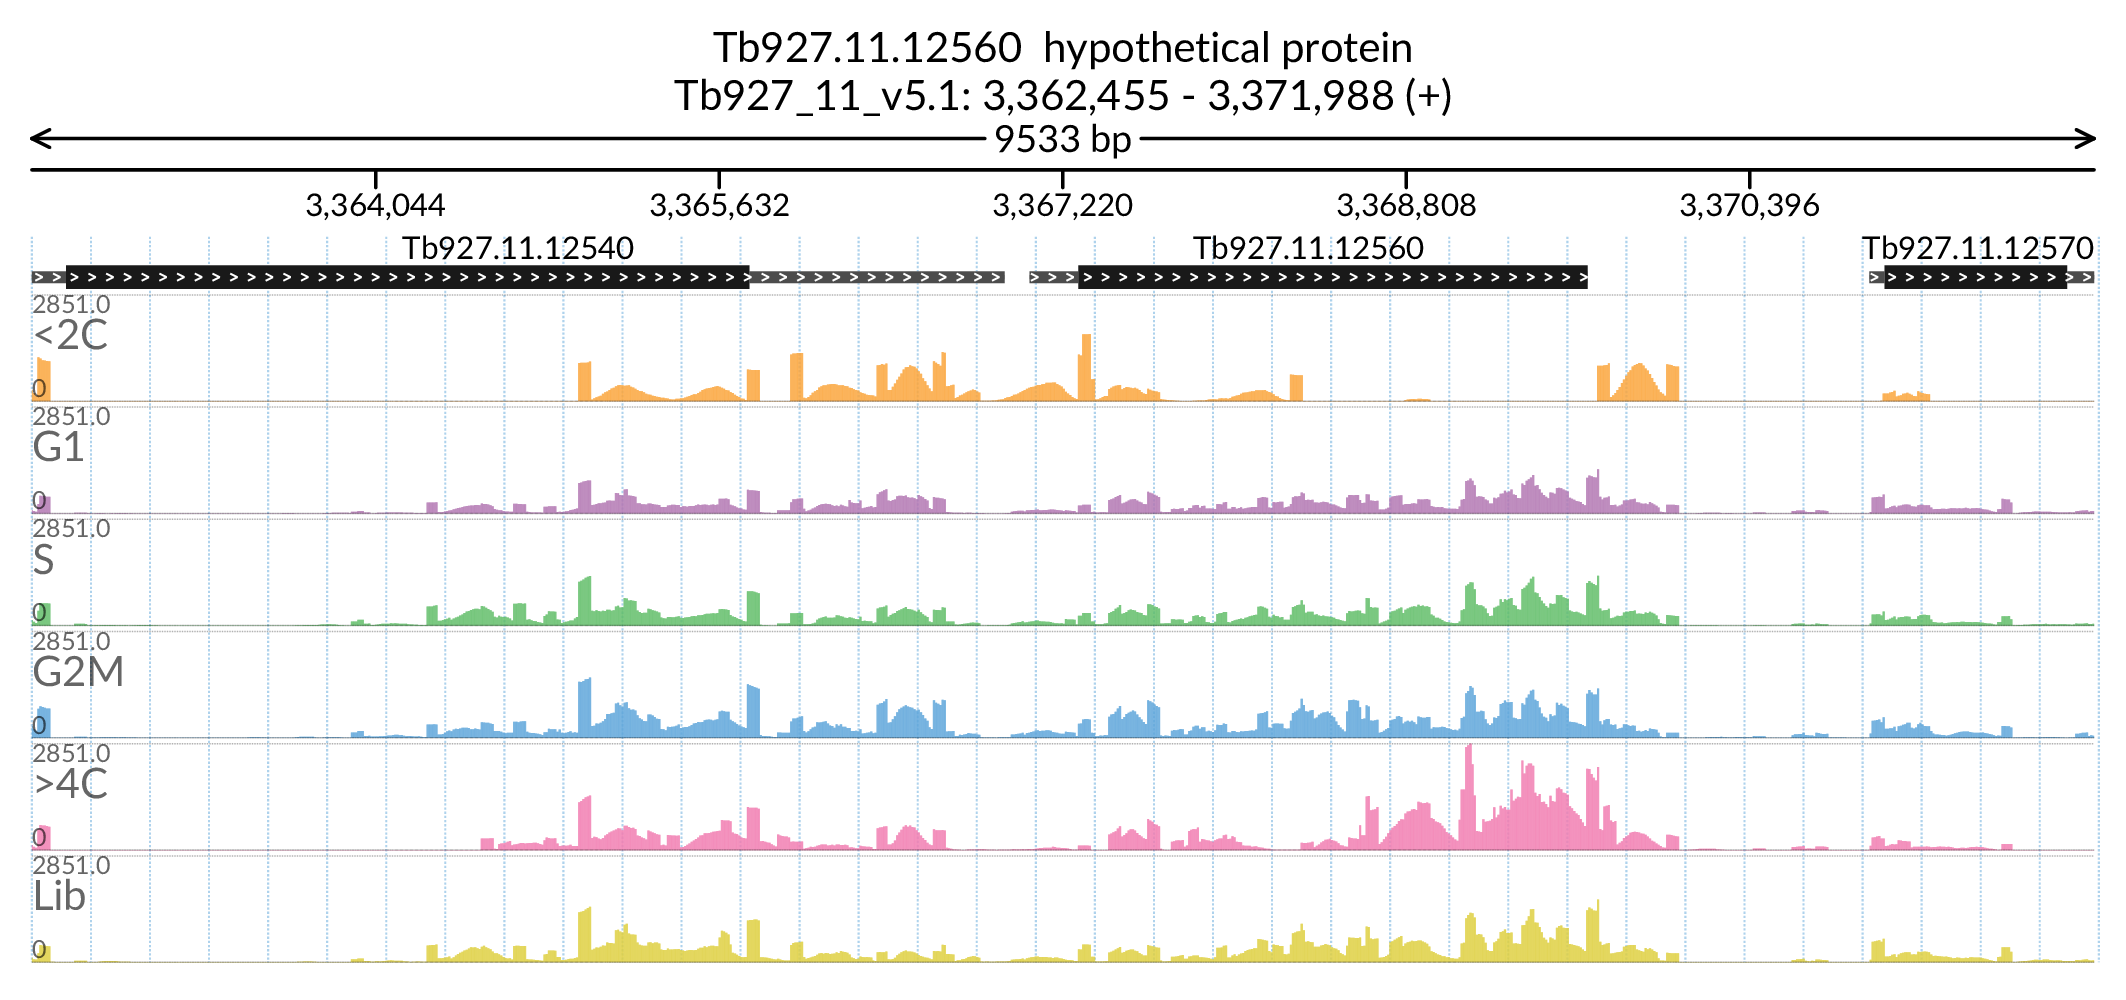 Tb927.11.12560  hypothetical protein
Tb927_11_v5.1: 3,362,455 - 3,371,988 (+)
9533 bp
3,364,044 3,365,632 3,367,220 3,368,808 3,370,396
Tb927.11.12540 Tb927.11.12560 Tb927.11.12570
2851.0
<2C
0
2851.0
G1
0
2851.0
S
0
2851.0
G2M
0
2851.0
>4C
0
2851.0
Lib
0